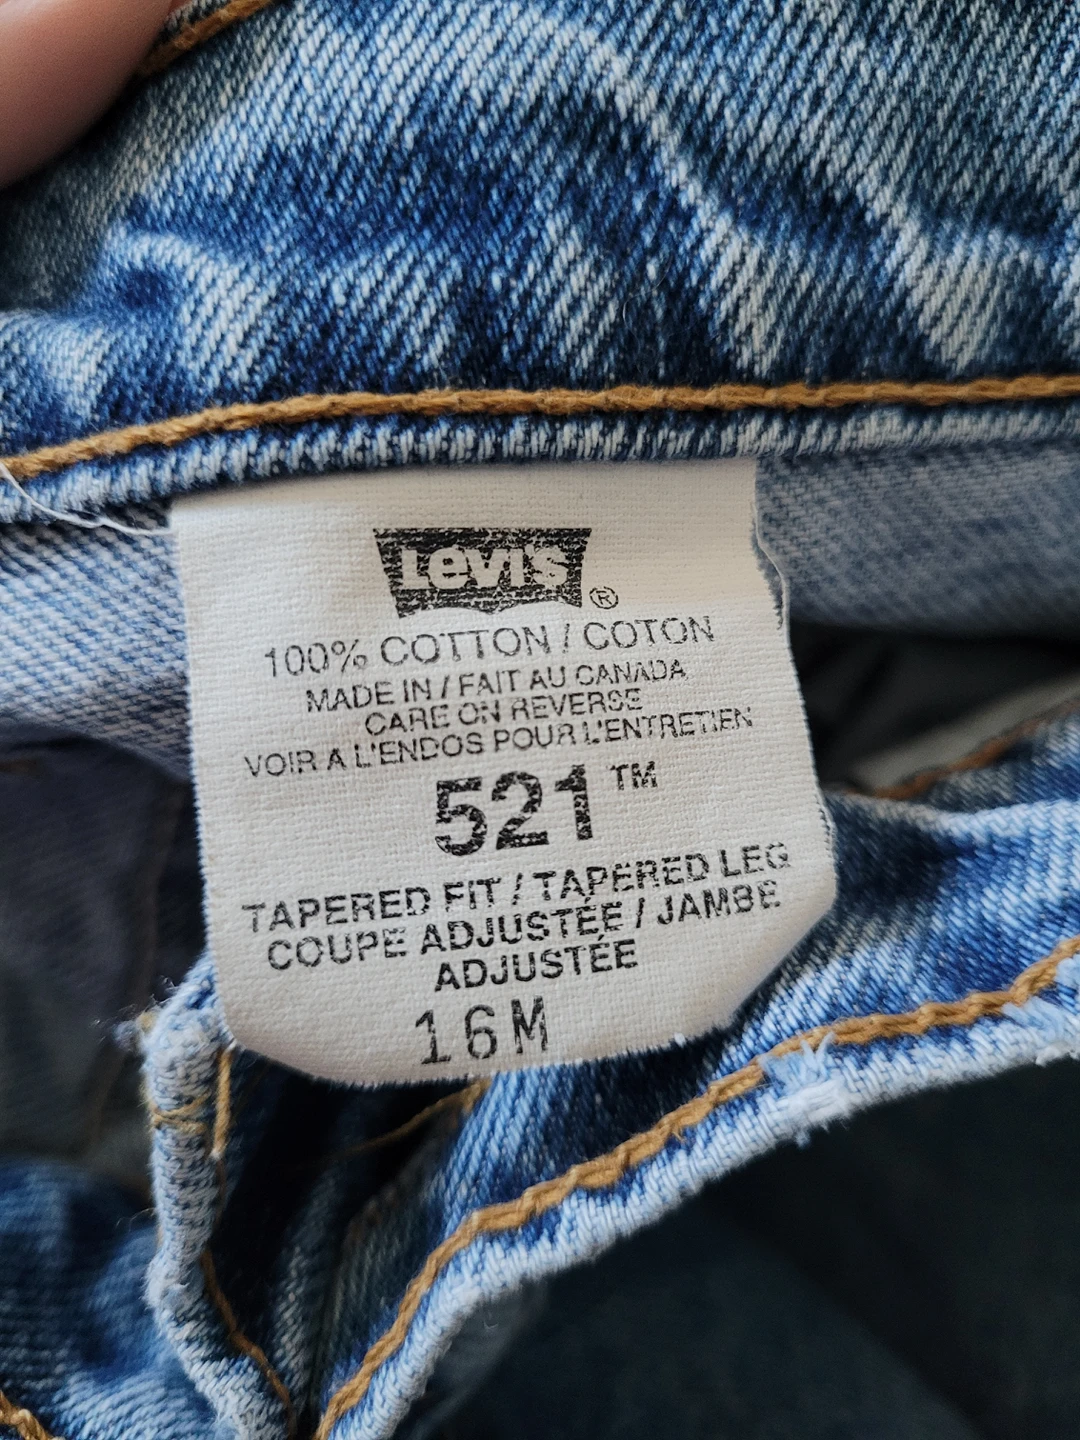 Levi's ®
100% COTTON / COTON
MADE IN / FAIT AU CANADA
CARE ON REVERSE
VOIR A L'ENDOS POUR L'ENTRETIEN
521 TM
TAPERED FIT / TAPERED LEG
COUPE ADJUSTÉE / JAMBE
ADJUSTÉE
16M